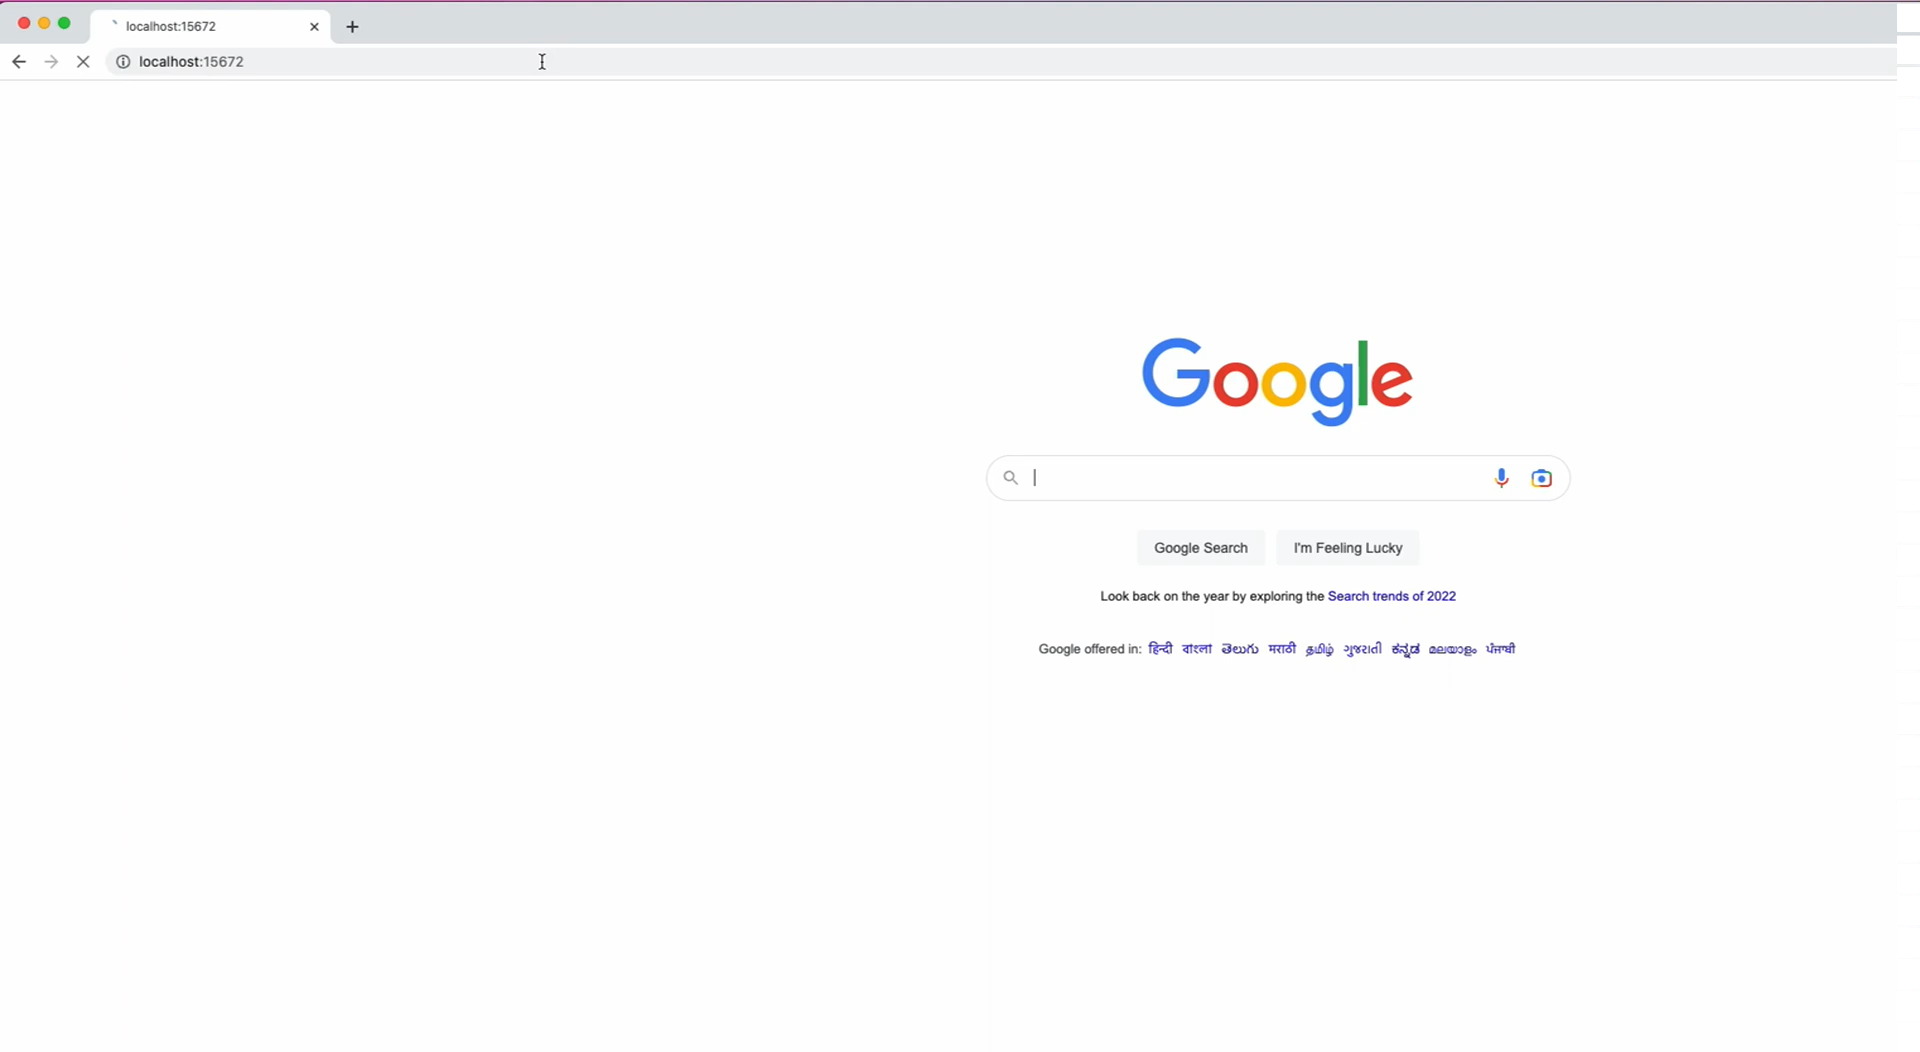 localhost:15672
localhost:15672
Google
Google Search I'm Feeling Lucky
Look back on the year by exploring the Search trends of 2022
Google offered in: हिन्दी বাংলা తెలుగు मराठी தமிழ் ગુજરાતી ಕನ್ನಡ മലയാളം ਪੰਜਾਬੀ